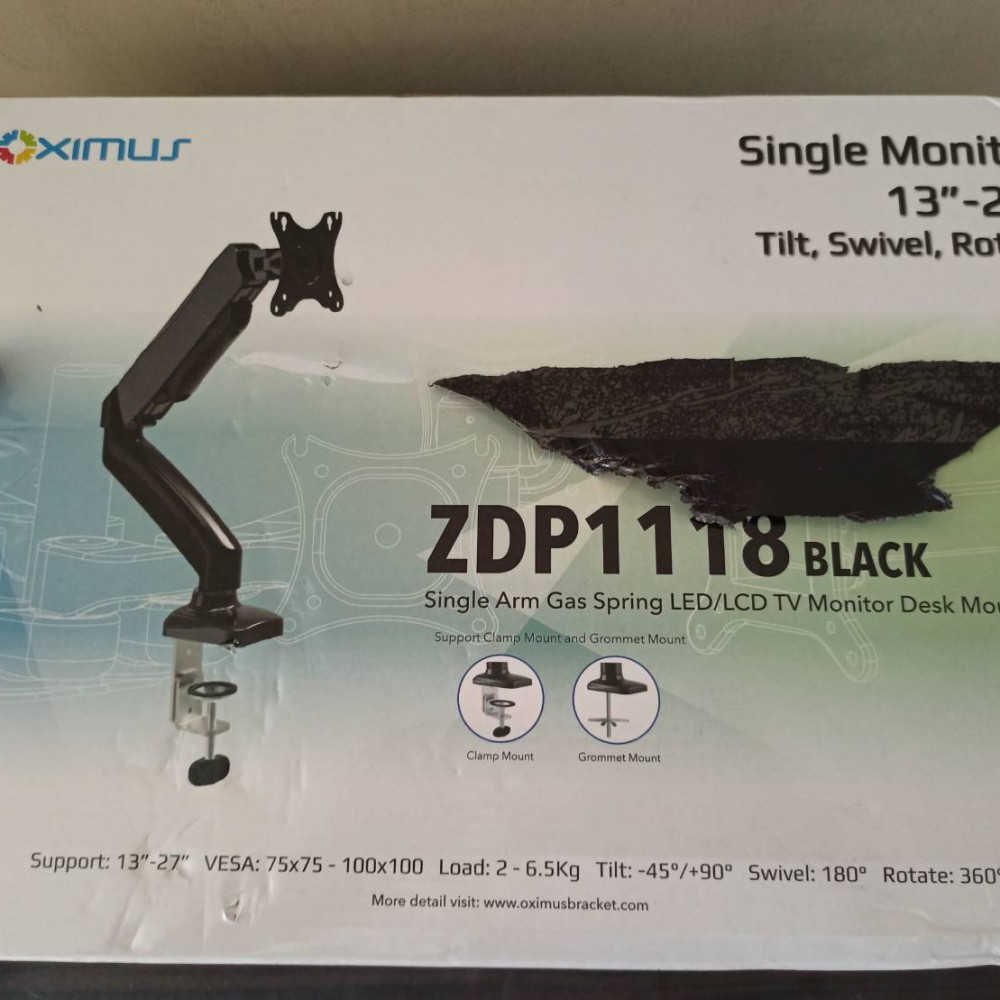 OXIMUS
Single Monit
13"-2
Tilt, Swivel, Rot
ZDP1118 BLACK
Single Arm Gas Spring LED/LCD TV Monitor Desk Mou
Support Clamp Mount and Grommet Mount
Clamp Mount
Grommet Mount
Support: 13"-27" VESA: 75x75 - 100x100 Load: 2 - 6.5Kg Tilt: -45°/+90° Swivel: 180° Rotate: 360°
More detail visit: www.oximusbracket.com